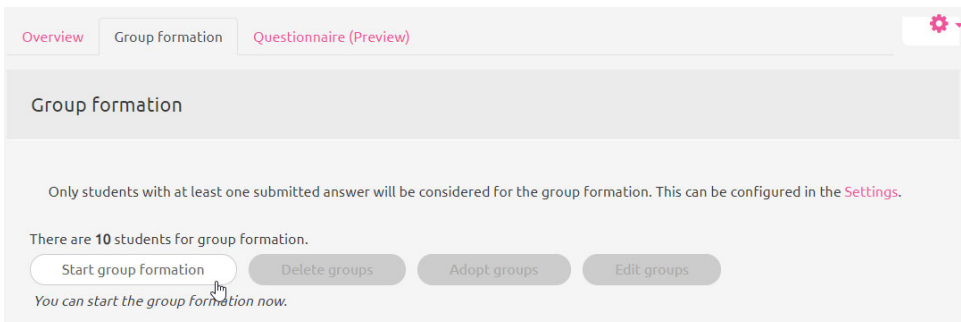 Overview Group formation Questionnaire (Preview)
Group formation
Only students with at least one submitted answer will be considered for the group formation. This can be configured in the Settings.
There are 10 students for group formation.
Start group formation Delete groups Adopt groups Edit groups
You can start the group formation now.